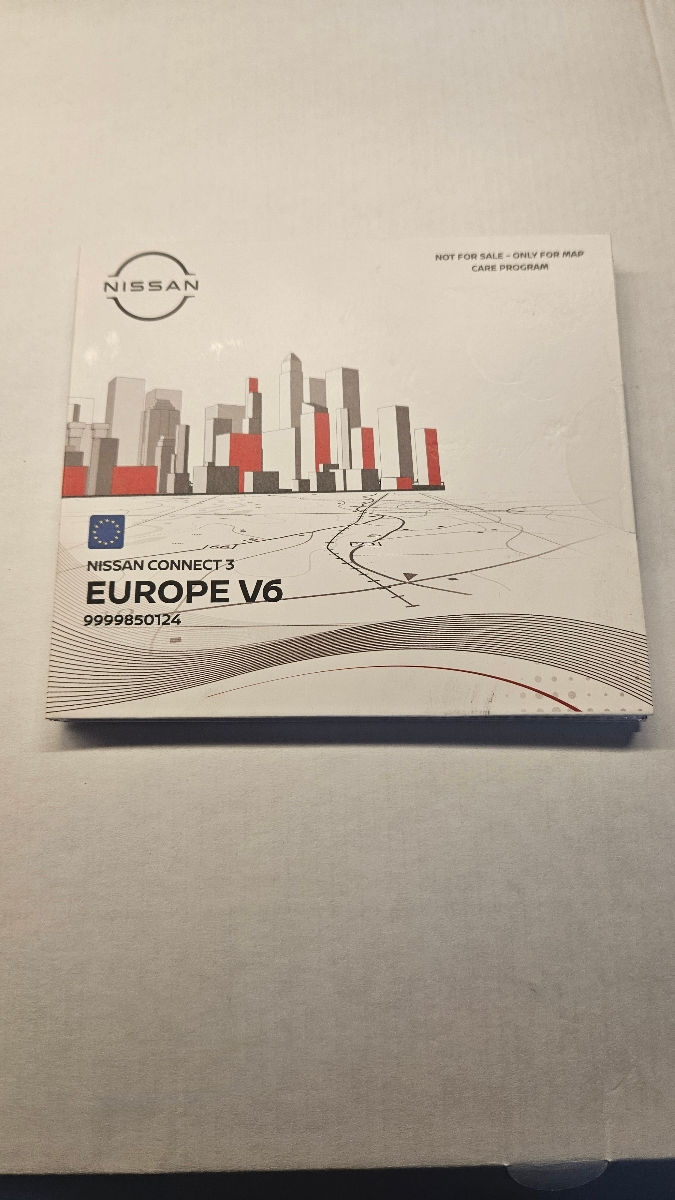 NISSAN
NOT FOR SALE - ONLY FOR MAP
CARE PROGRAM
NISSAN CONNECT 3
EUROPE V6
9999850124